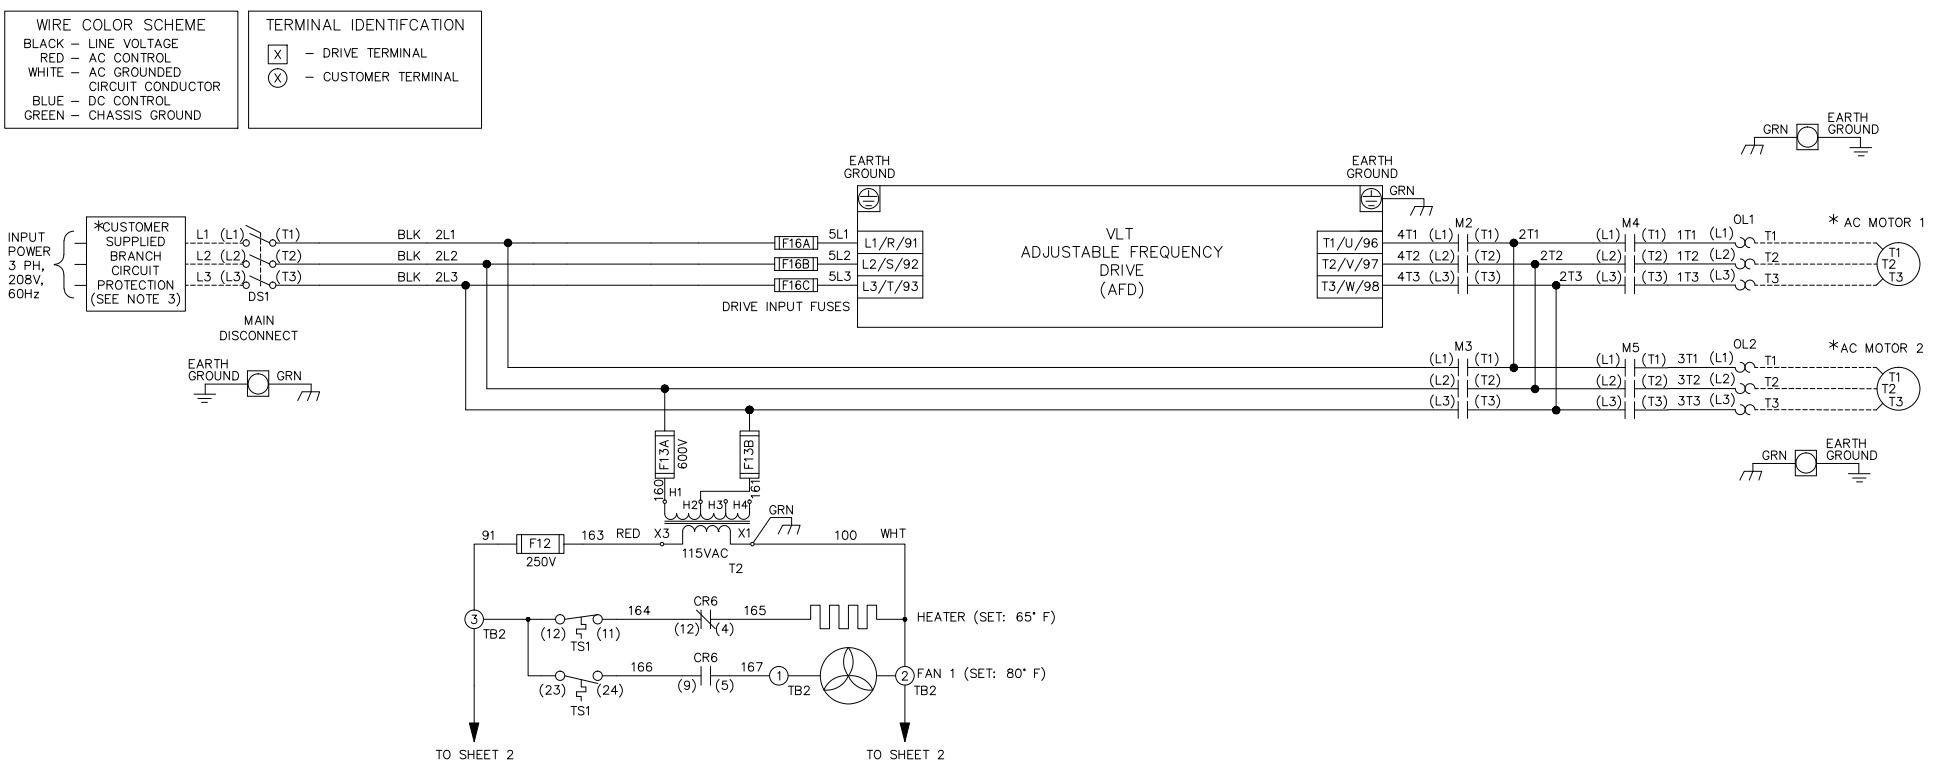 WIRE COLOR SCHEME
BLACK – LINE VOLTAGE
RED – AC CONTROL
WHITE – AC GROUNDED
CIRCUIT CONDUCTOR
BLUE – DC CONTROL
GREEN – CHASSIS GROUND
TERMINAL IDENTIFCATION
X – DRIVE TERMINAL
X – CUSTOMER TERMINAL
GRN
EARTH
GROUND
INPUT
POWER
3 PH,
208V,
60Hz
*CUSTOMER
SUPPLIED
BRANCH
CIRCUIT
PROTECTION
(SEE NOTE 3)
L1 (L1) (T1) BLK 2L1
L2 (L2) (T2) BLK 2L2
L3 (L3) (T3) BLK 2L3
DS1
MAIN
DISCONNECT
EARTH
GROUND
GRN
F16A 5L1
F16B 5L2
F16C 5L3
DRIVE INPUT FUSES
EARTH
GROUND
L1/R/91
L2/S/92
L3/T/93
VLT
ADJUSTABLE FREQUENCY
DRIVE
(AFD)
EARTH
GROUND
GRN
T1/U/96
T2/V/97
T3/W/98
M2 M4 OL1
4T1 (L1) (T1) 2T1 (L1) (T1) 1T1 (L1) T1
4T2 (L2) (T2) 2T2 (L2) (T2) 1T2 (L2) T2
4T3 (L3) (T3) 2T3 (L3) (T3) 1T3 (L3) T3
* AC MOTOR 1
T1
T2
T3
M3 M5 OL2
(L1) (T1) (L1) (T1) 3T1 (L1) T1
(L2) (T2) (L2) (T2) 3T2 (L2) T2
(L3) (T3) (L3) (T3) 3T3 (L3) T3
*AC MOTOR 2
T1
T2
T3
GRN
EARTH
GROUND
F13A
600V
F13B
160
161
H1
H2 H3 H4
GRN
91 F12 163 RED X3 X1 100 WHT
250V
115VAC
T2
3
TB2
(12) (11)
TS1
164
CR6
(12) (4)
165
HEATER (SET: 65° F)
(23) (24)
TS1
166
CR6
(9) (5)
167
1
TB2
2
TB2
FAN 1 (SET: 80° F)
TO SHEET 2
TO SHEET 2